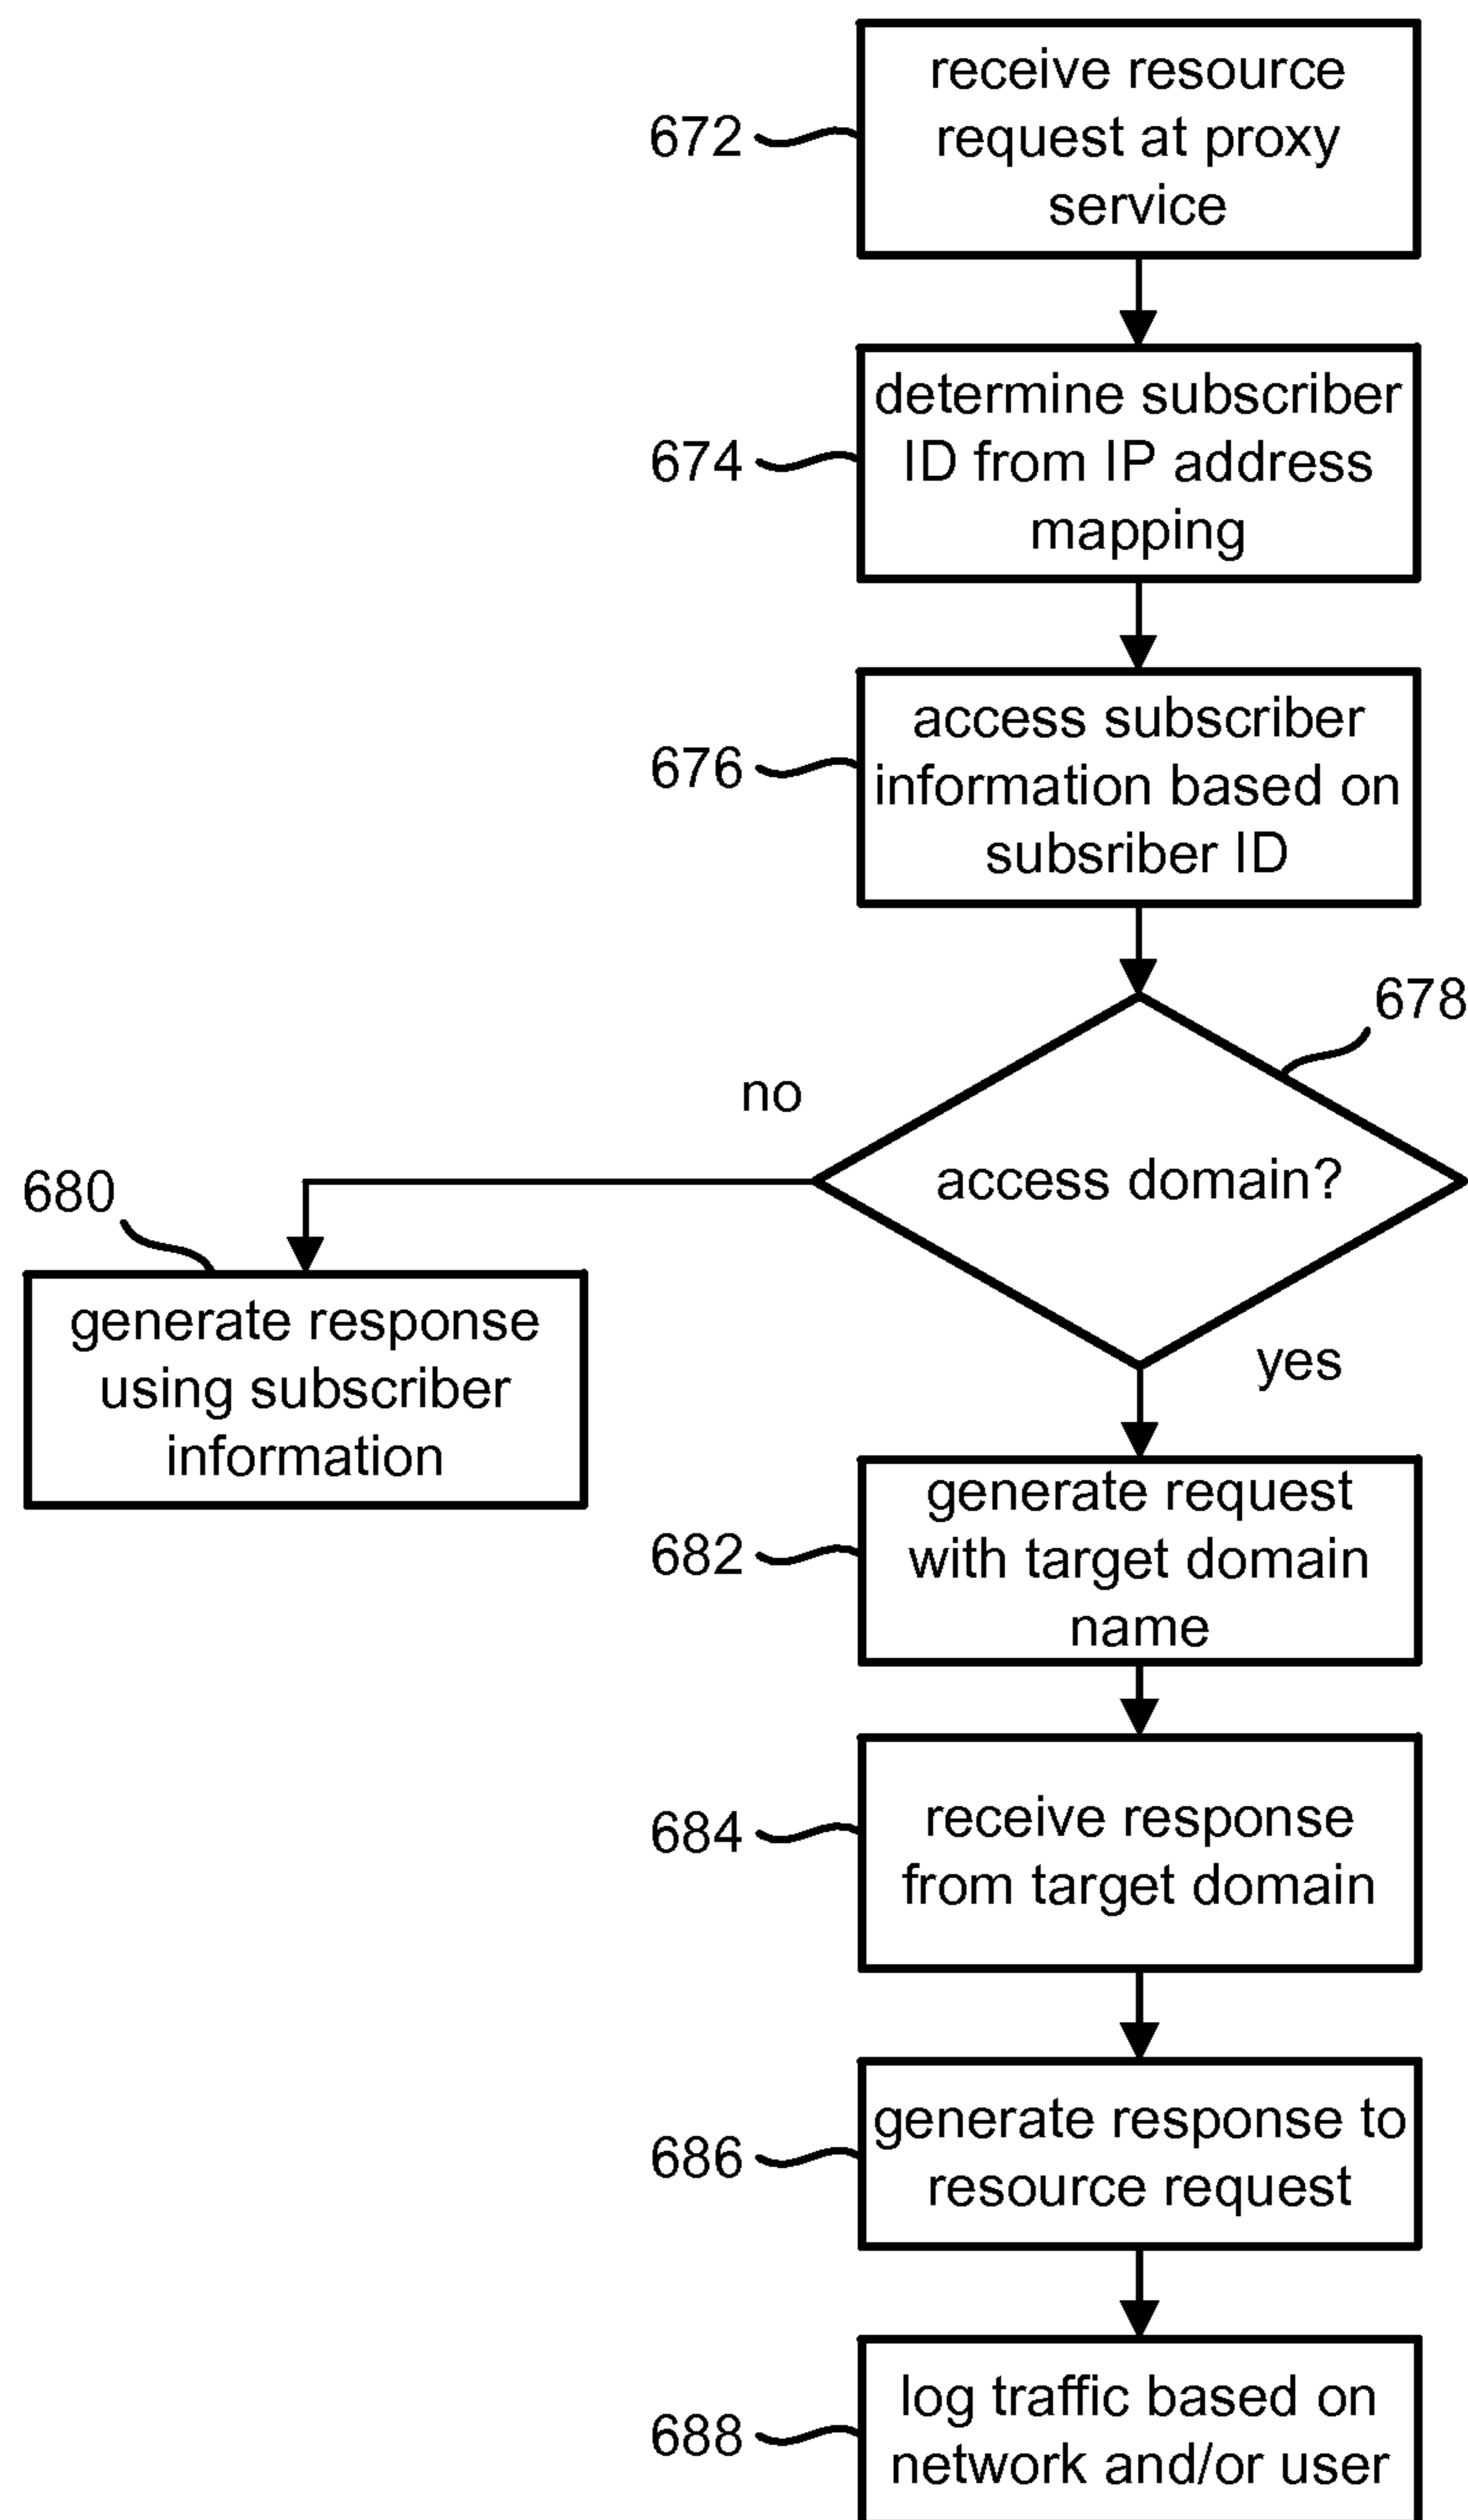 receive resource
request at proxy
service
672
determine subscriber
ID from IP address
mapping
674
access subscriber
information based on
subsriber ID
676
678
access domain?
no
yes
680
generate response
using subscriber
information
generate request
with target domain
name
682
receive response
from target domain
684
generate response to
resource request
686
log traffic based on
network and/or user
688